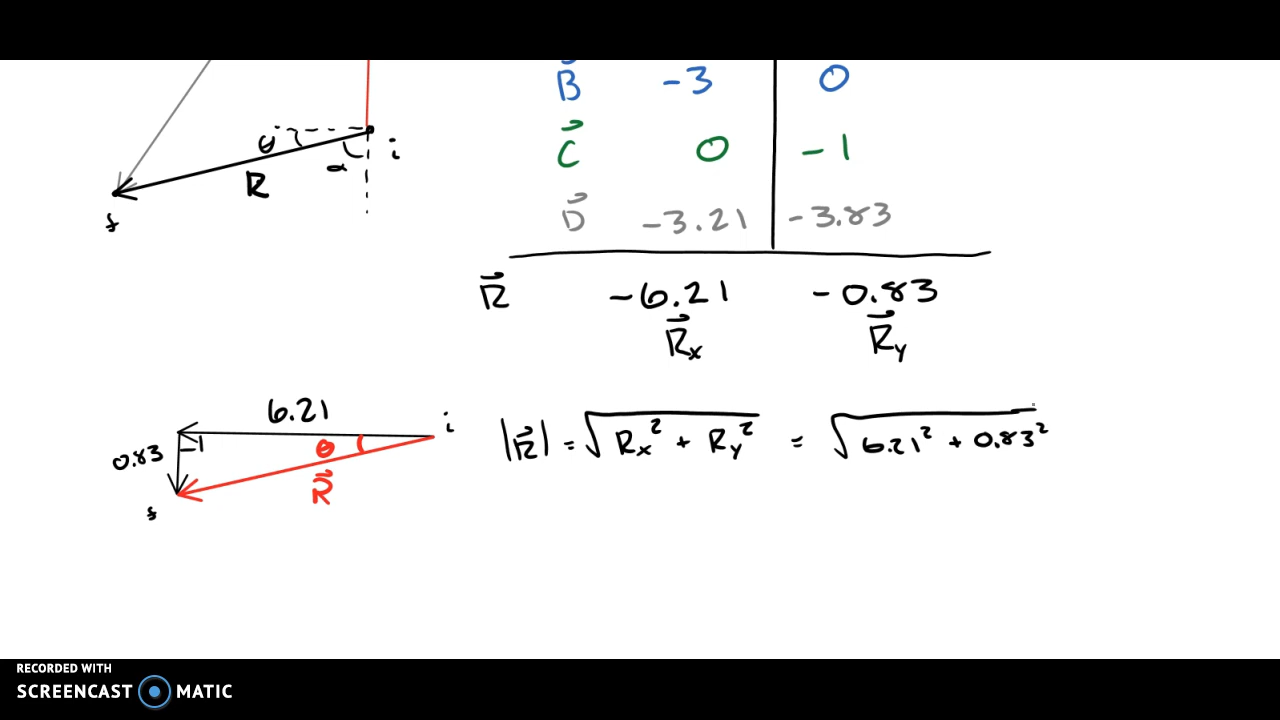 B⃗ -3 0
C⃗ 0 -1
D⃗ -3.21 -3.83
R⃗ -6.21 -0.83
R⃗x R⃗y
θ α i
R
f
6.21 i
0.83 θ
R⃗
f
|R⃗| = √(Rx² + Ry²) = √(6.21² + 0.83²)
RECORDED WITH
SCREENCAST MATIC